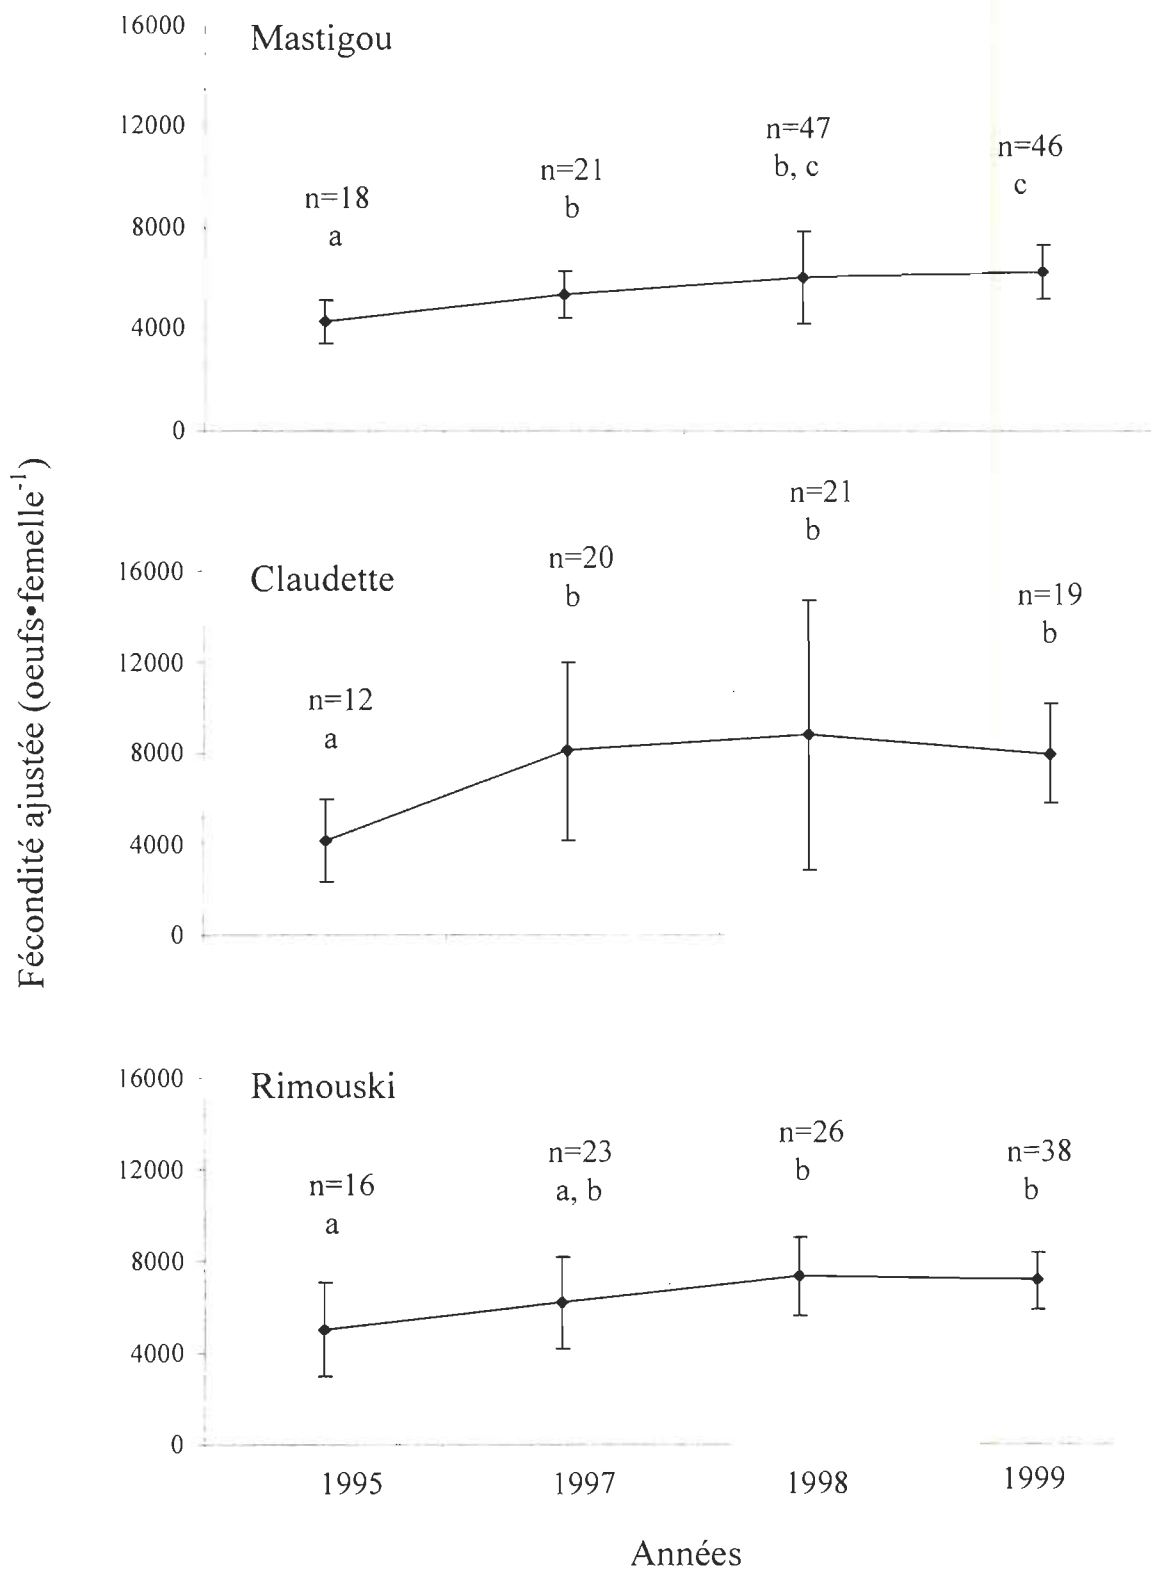 16000
Mastigou
12000
n=47
n=46
b, c
n=21
c
n=18
b
8000
a
4000
0
Fécondité ajustée (oeufs•femelle-1)
n=21
b
n=20
16000
Claudette
b
n=19
b
12000
n=12
a
8000
4000
0
16000
Rimouski
n=26
n=23
n=38
12000
b
n=16
a, b
b
a
8000
4000
0
1995
1997
1998
1999
Années